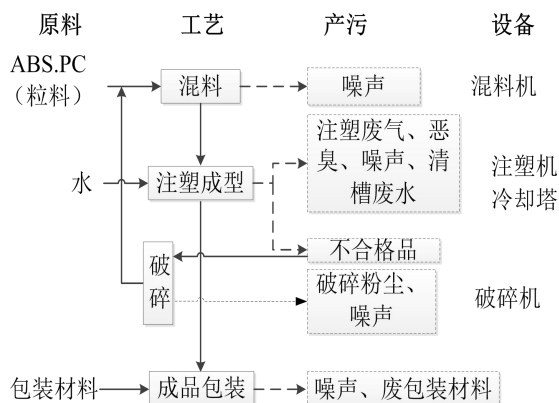 原料 工艺 产污 设备
ABS.PC
（粒料）
混料
噪声
混料机
水
注塑成型
注塑废气、恶
臭、噪声、清
槽废水
注塑机
冷却塔
不合格品
破
碎
破碎粉尘、
噪声
破碎机
包装材料
成品包装
噪声、废包装材料